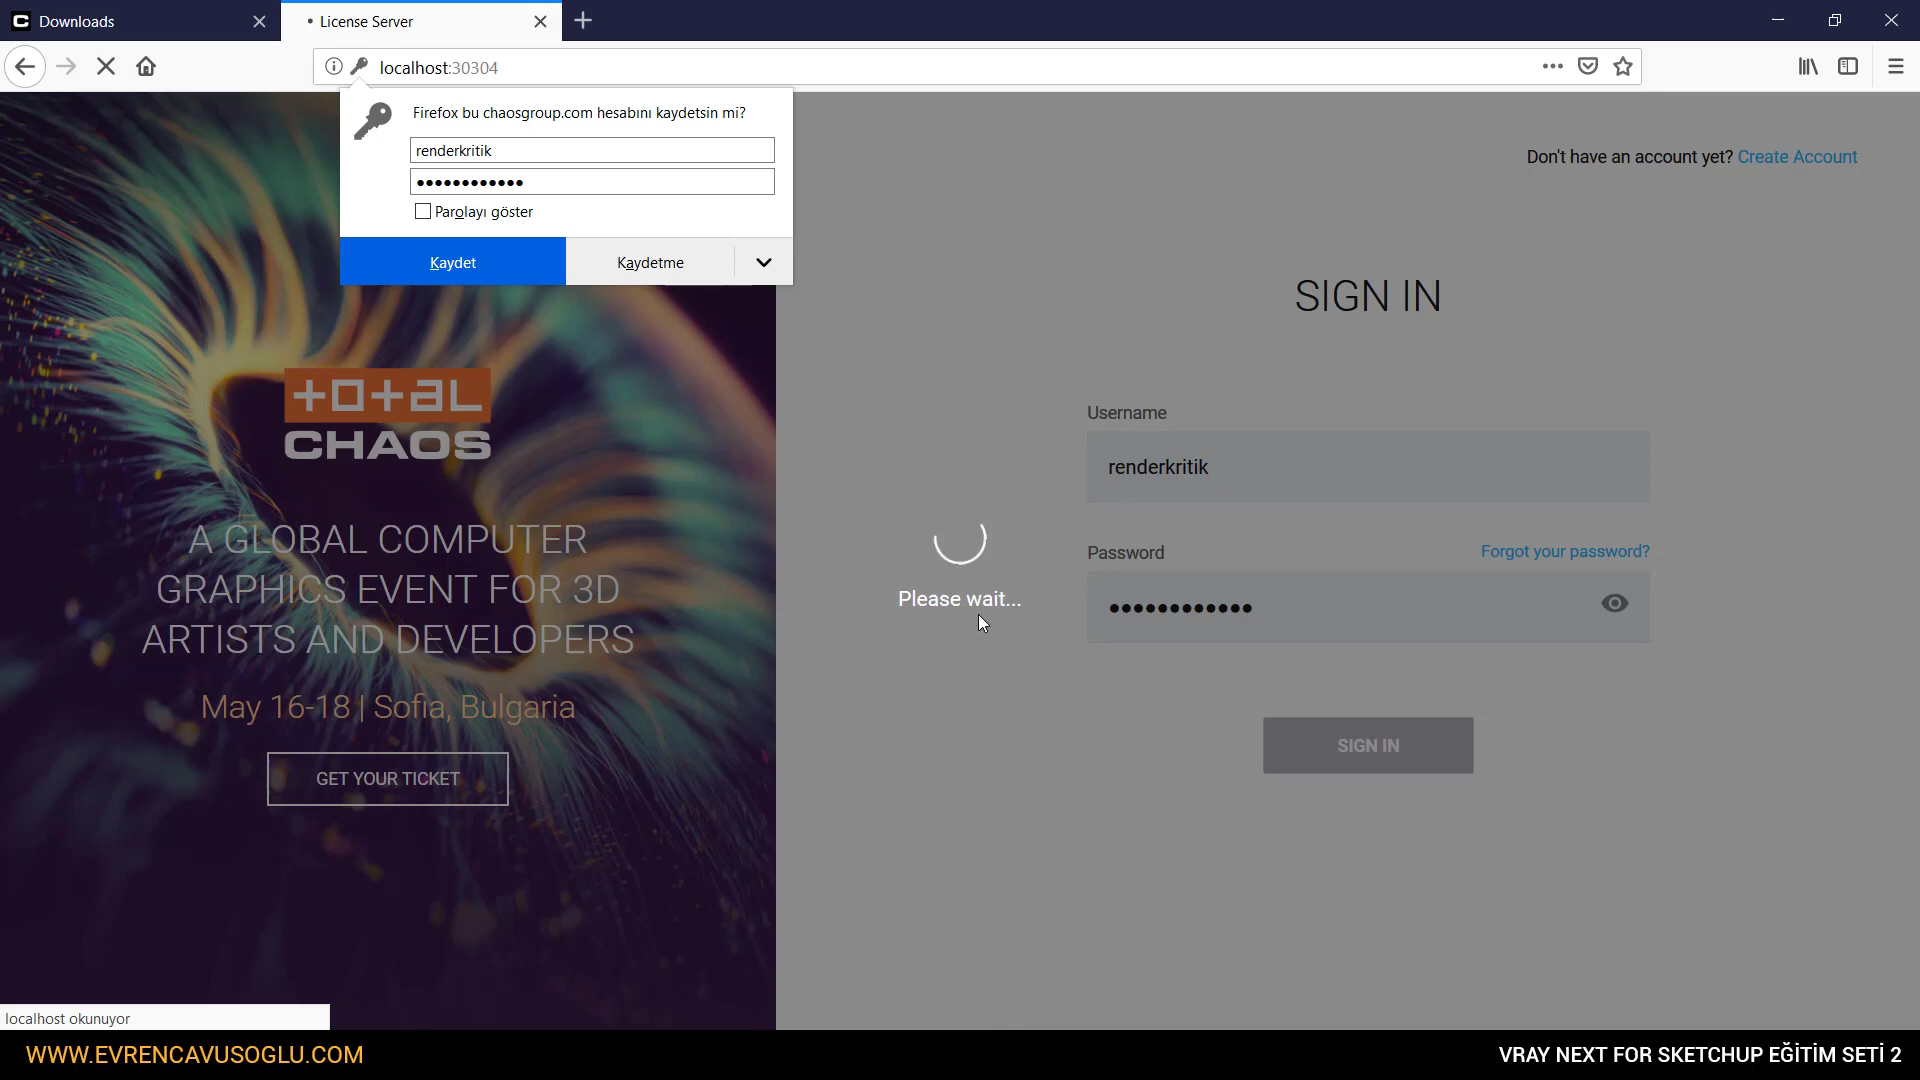 Downloads
• License Server
localhost:30304
Firefox bu chaosgroup.com hesabını kaydetsin mi?
renderkritik
••••••••••••
Parolayı göster
Kaydet
Kaydetme
Don't have an account yet? Create Account
SIGN IN
Username
renderkritik
Password
Forgot your password?
••••••••••••
SIGN IN
Please wait...
+O+aL
CHAOS
A GLOBAL COMPUTER
GRAPHICS EVENT FOR 3D
ARTISTS AND DEVELOPERS
May 16-18 | Sofia, Bulgaria
GET YOUR TICKET
localhost okunuyor
WWW.EVRENCAVUSOGLU.COM
VRAY NEXT FOR SKETCHUP EĞİTİM SETİ 2